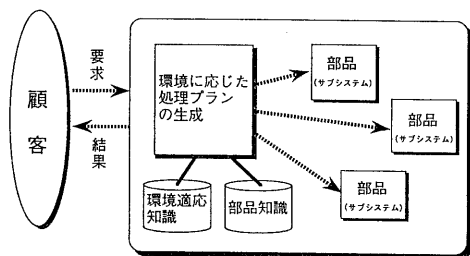 顧客
要求
結果
環境に応じた
処理プラン
の生成
環境適応
知識
部品知識
部品
(サブシステム)
部品
(サブシステム)
部品
(サブシステム)